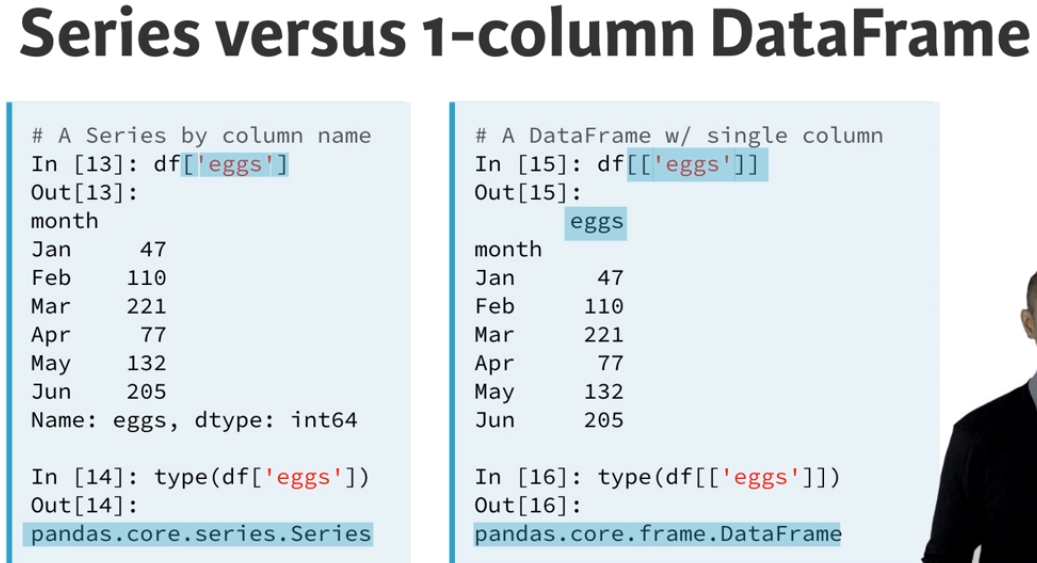 Series versus 1-column DataFrame
# A Series by column name
In [13]: df['eggs']
Out[13]:
month
Jan     47
Feb    110
Mar    221
Apr     77
May    132
Jun    205
Name: eggs, dtype: int64
In [14]: type(df['eggs'])
Out[14]:
pandas.core.series.Series
# A DataFrame w/ single column
In [15]: df[['eggs']]
Out[15]:
       eggs
month
Jan      47
Feb     110
Mar     221
Apr      77
May     132
Jun     205
In [16]: type(df[['eggs']])
Out[16]:
pandas.core.frame.DataFrame